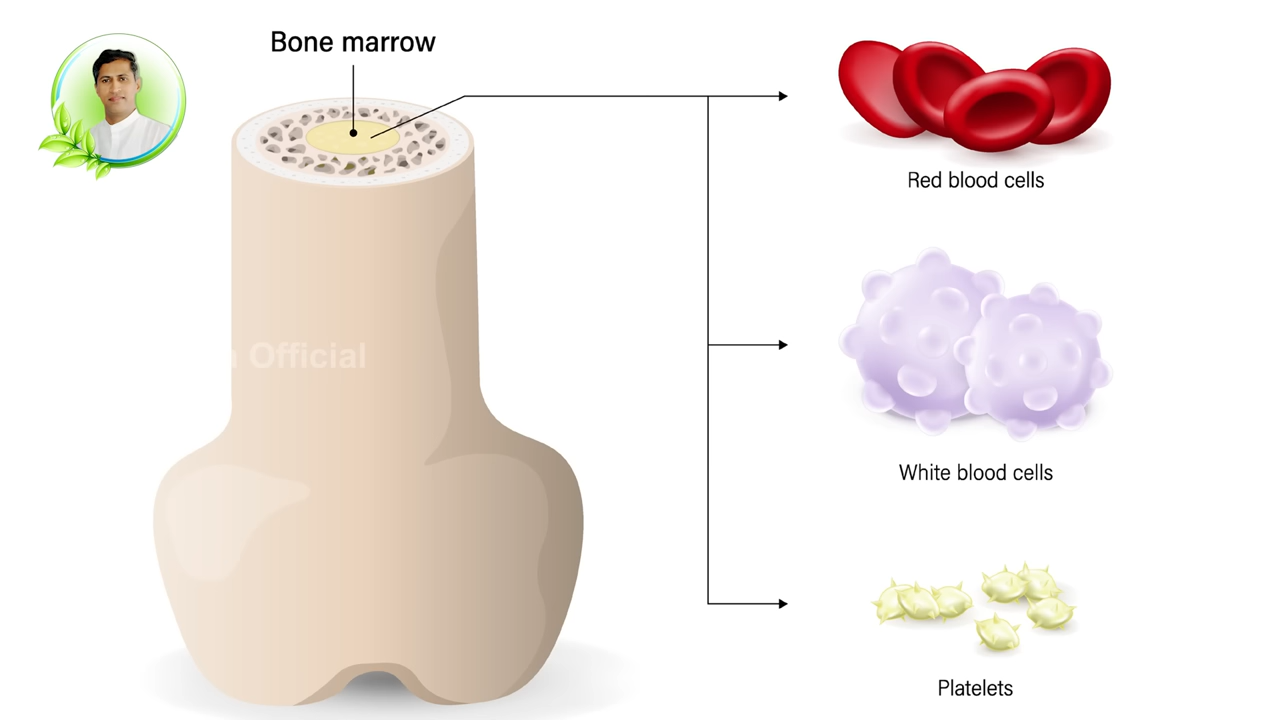 Bone marrow
Red blood cells
Official
White blood cells
Platelets